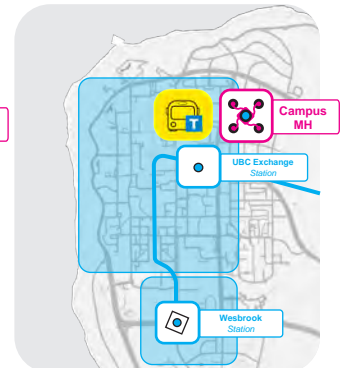 T
Campus
MH
UBC Exchange
Station
Wesbrook
Station